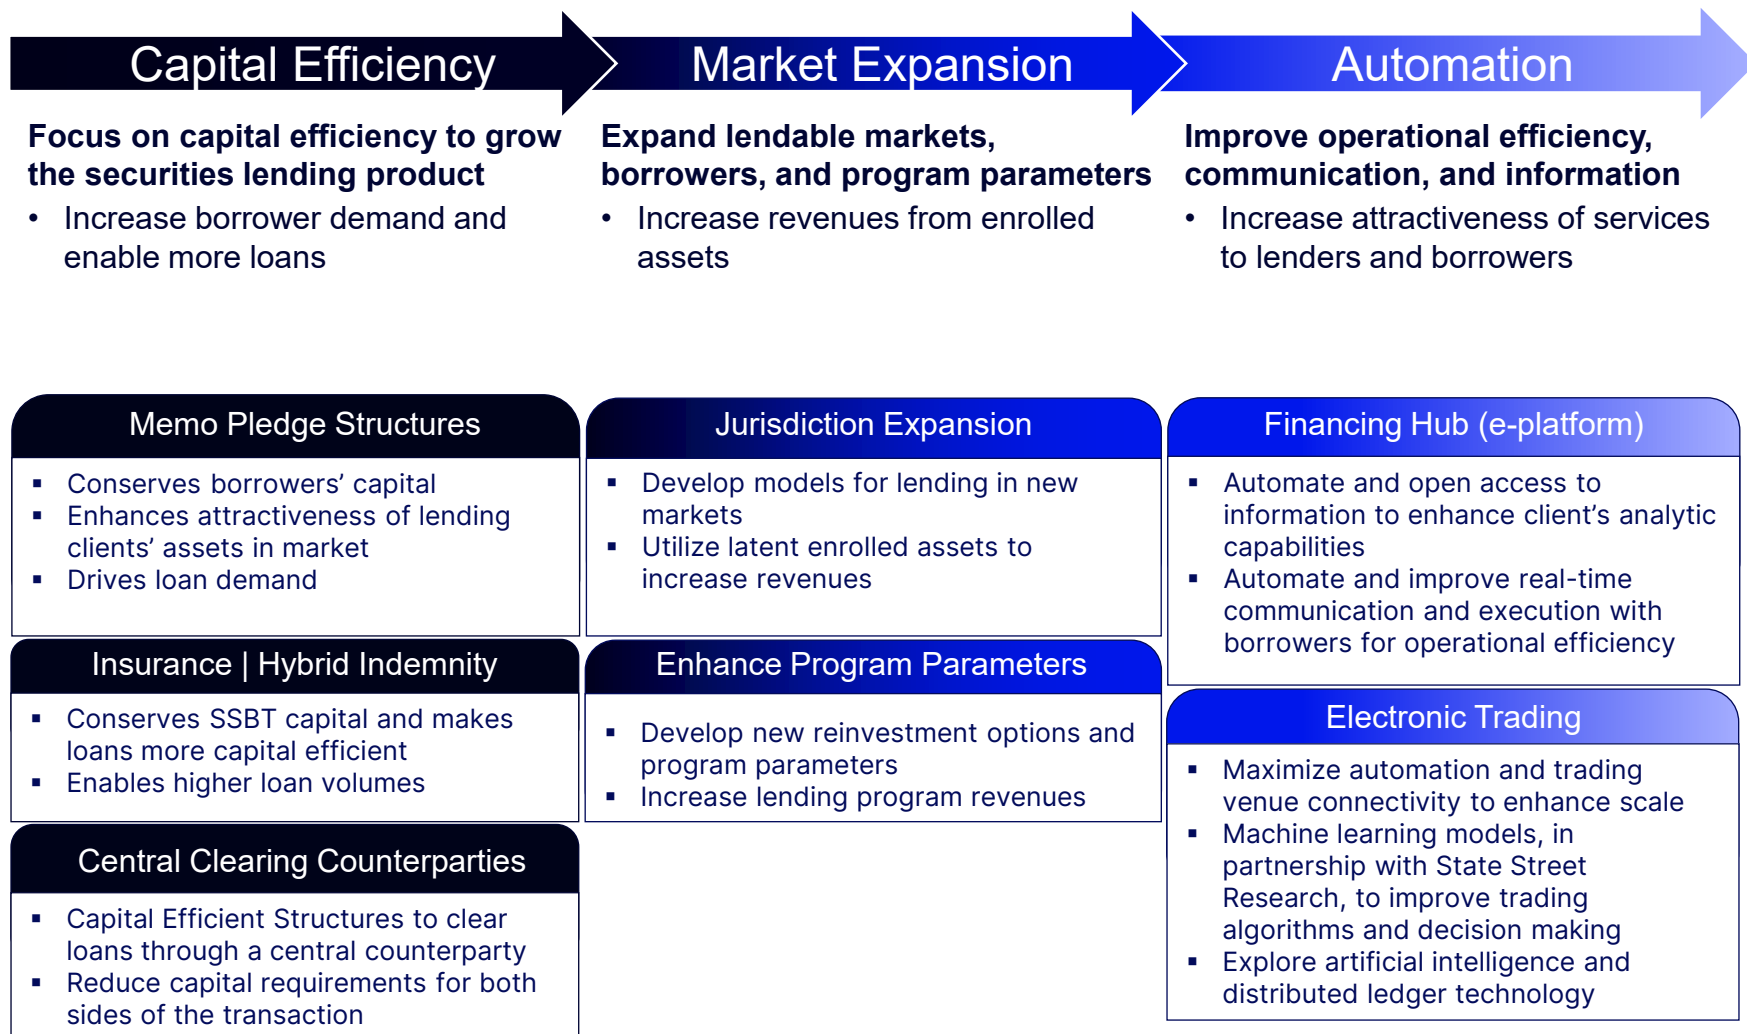 Capital Efficiency
Market Expansion
Automation
Focus on capital efficiency to grow
the securities lending product
• Increase borrower demand and
enable more loans
Expand lendable markets,
borrowers, and program parameters
• Increase revenues from enrolled
assets
Improve operational efficiency,
communication, and information
• Increase attractiveness of services
to lenders and borrowers
Memo Pledge Structures
▪ Conserves borrowers’ capital
▪ Enhances attractiveness of lending
clients’ assets in market
▪ Drives loan demand
Insurance | Hybrid Indemnity
▪ Conserves SSBT capital and makes
loans more capital efficient
▪ Enables higher loan volumes
Central Clearing Counterparties
▪ Capital Efficient Structures to clear
loans through a central counterparty
▪ Reduce capital requirements for both
sides of the transaction
Jurisdiction Expansion
▪ Develop models for lending in new
markets
▪ Utilize latent enrolled assets to
increase revenues
Enhance Program Parameters
▪ Develop new reinvestment options and
program parameters
▪ Increase lending program revenues
Financing Hub (e-platform)
▪ Automate and open access to
information to enhance client’s analytic
capabilities
▪ Automate and improve real-time
communication and execution with
borrowers for operational efficiency
Electronic Trading
▪ Maximize automation and trading
venue connectivity to enhance scale
▪ Machine learning models, in
partnership with State Street
Research, to improve trading
algorithms and decision making
▪ Explore artificial intelligence and
distributed ledger technology